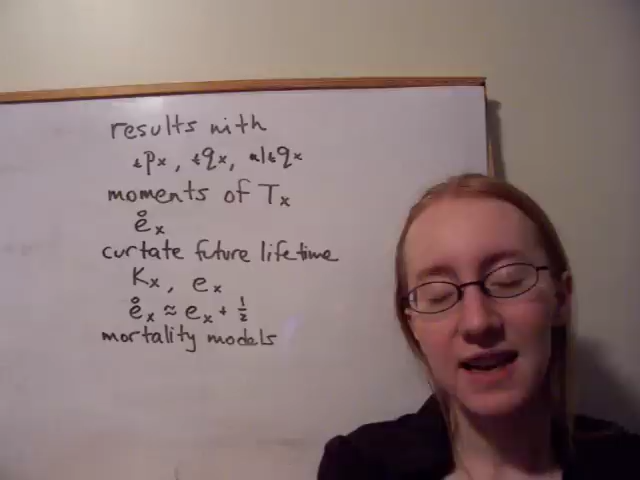 results with
ₜpₓ, ₜqₓ, ᵤ|ₜqₓ
moments of Tₓ
e̊ₓ
curtate future lifetime
Kₓ, eₓ
e̊ₓ ≈ eₓ + ½
mortality models